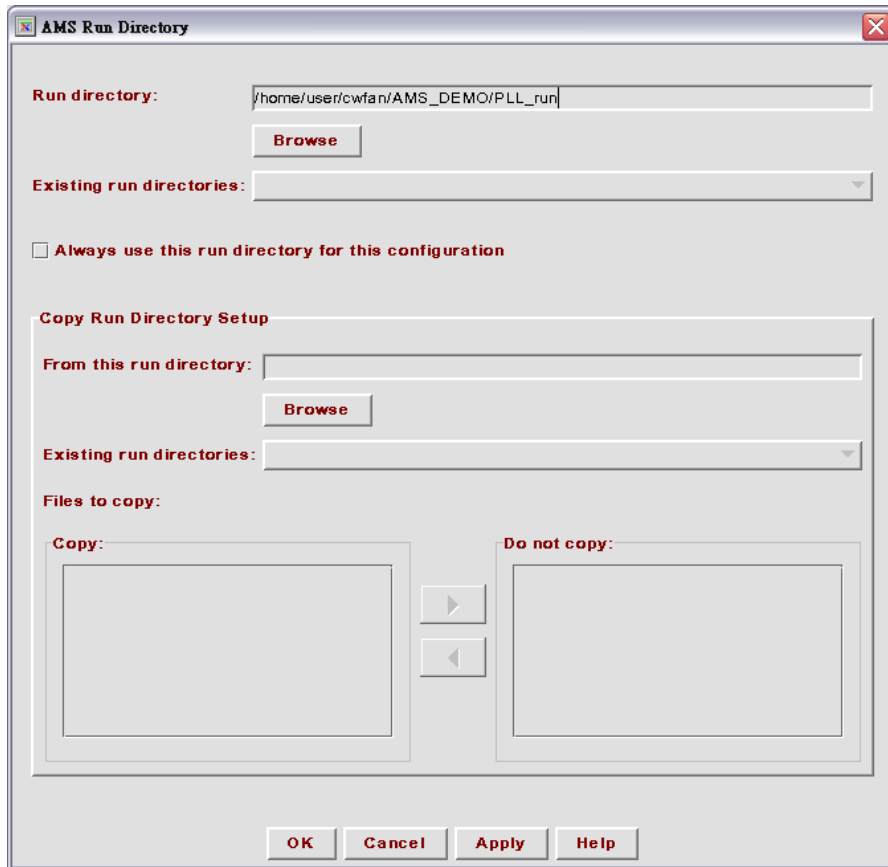 AMS Run Directory
Run directory: /home/user/cwfan/AMS_DEMO/PLL_run
Browse
Existing run directories:
Always use this run directory for this configuration
Copy Run Directory Setup
From this run directory:
Browse
Existing run directories:
Files to copy:
Copy: Do not copy:
OK Cancel Apply Help